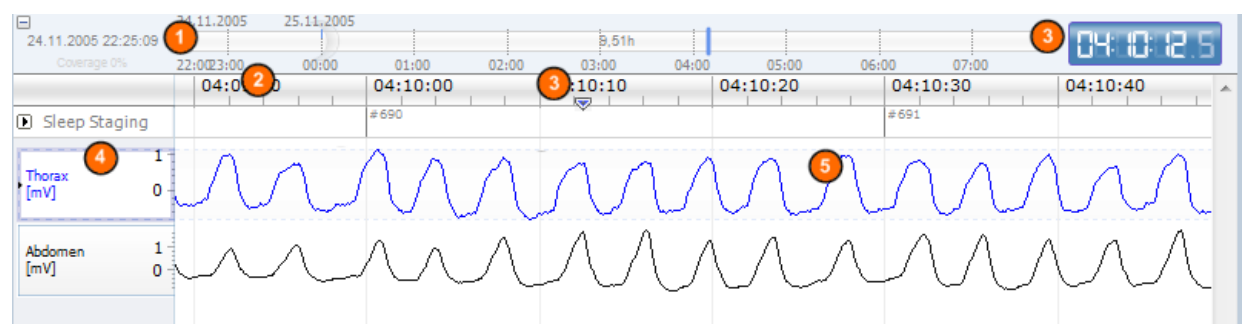 24.11.2005 25.11.2005
24.11.2005 22:25:09 1 9,51h 3 04:10:12.5
Coverage 0% 22:00 23:00 00:00 01:00 02:00 03:00 04:00 05:00 06:00 07:00
2 04:10:00 3 :10:10 04:10:20 04:10:30 04:10:40
Sleep Staging #690 #691
4 1 5
Thorax
[mV] 0
Abdomen 1
[mV] 0